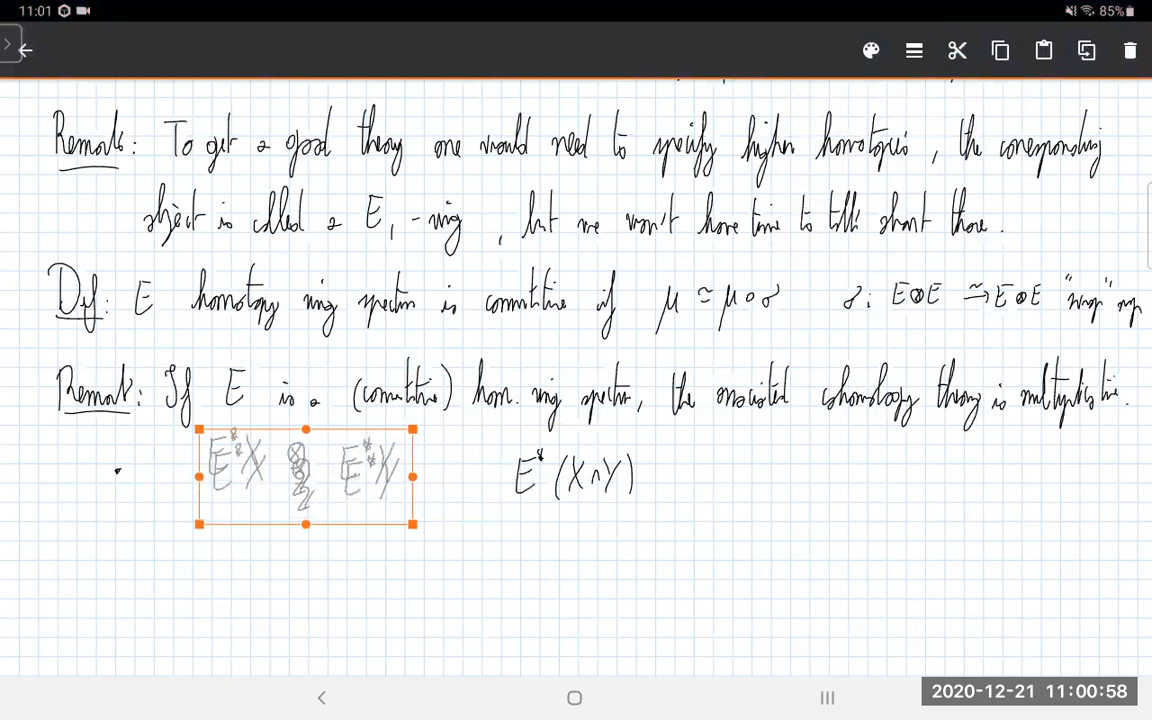 11:01
85%
Remark: To get a good theory one would need to specify higher homotopies, the corresponding
object is called a E₁-ring, but we won't have time to talk about those.
Def: E homotopy ring spectrum is commutative if μ ≃ μ∘σ σ: E⊗E ≃→ E⊗E "swap" map
Remark: If E is a (commutative) hom. ring spectrum, the associated cohomology theory is multiplicative.
E*X ⊗_Z E*Y E*(X∧Y)
2020-12-21 11:00:58